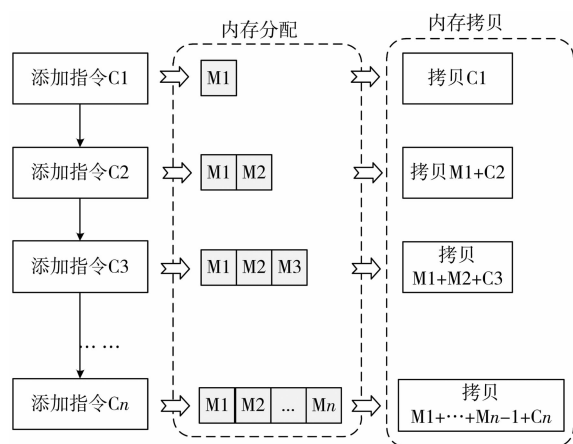 内存分配
内存拷贝
添加指令C1
M1
拷贝C1
添加指令C2
M1 M2
拷贝M1+C2
添加指令C3
M1 M2 M3
拷贝
M1+M2+C3
... ...
添加指令Cn
M1 M2 ... Mn
拷贝
M1+···+Mn-1+Cn